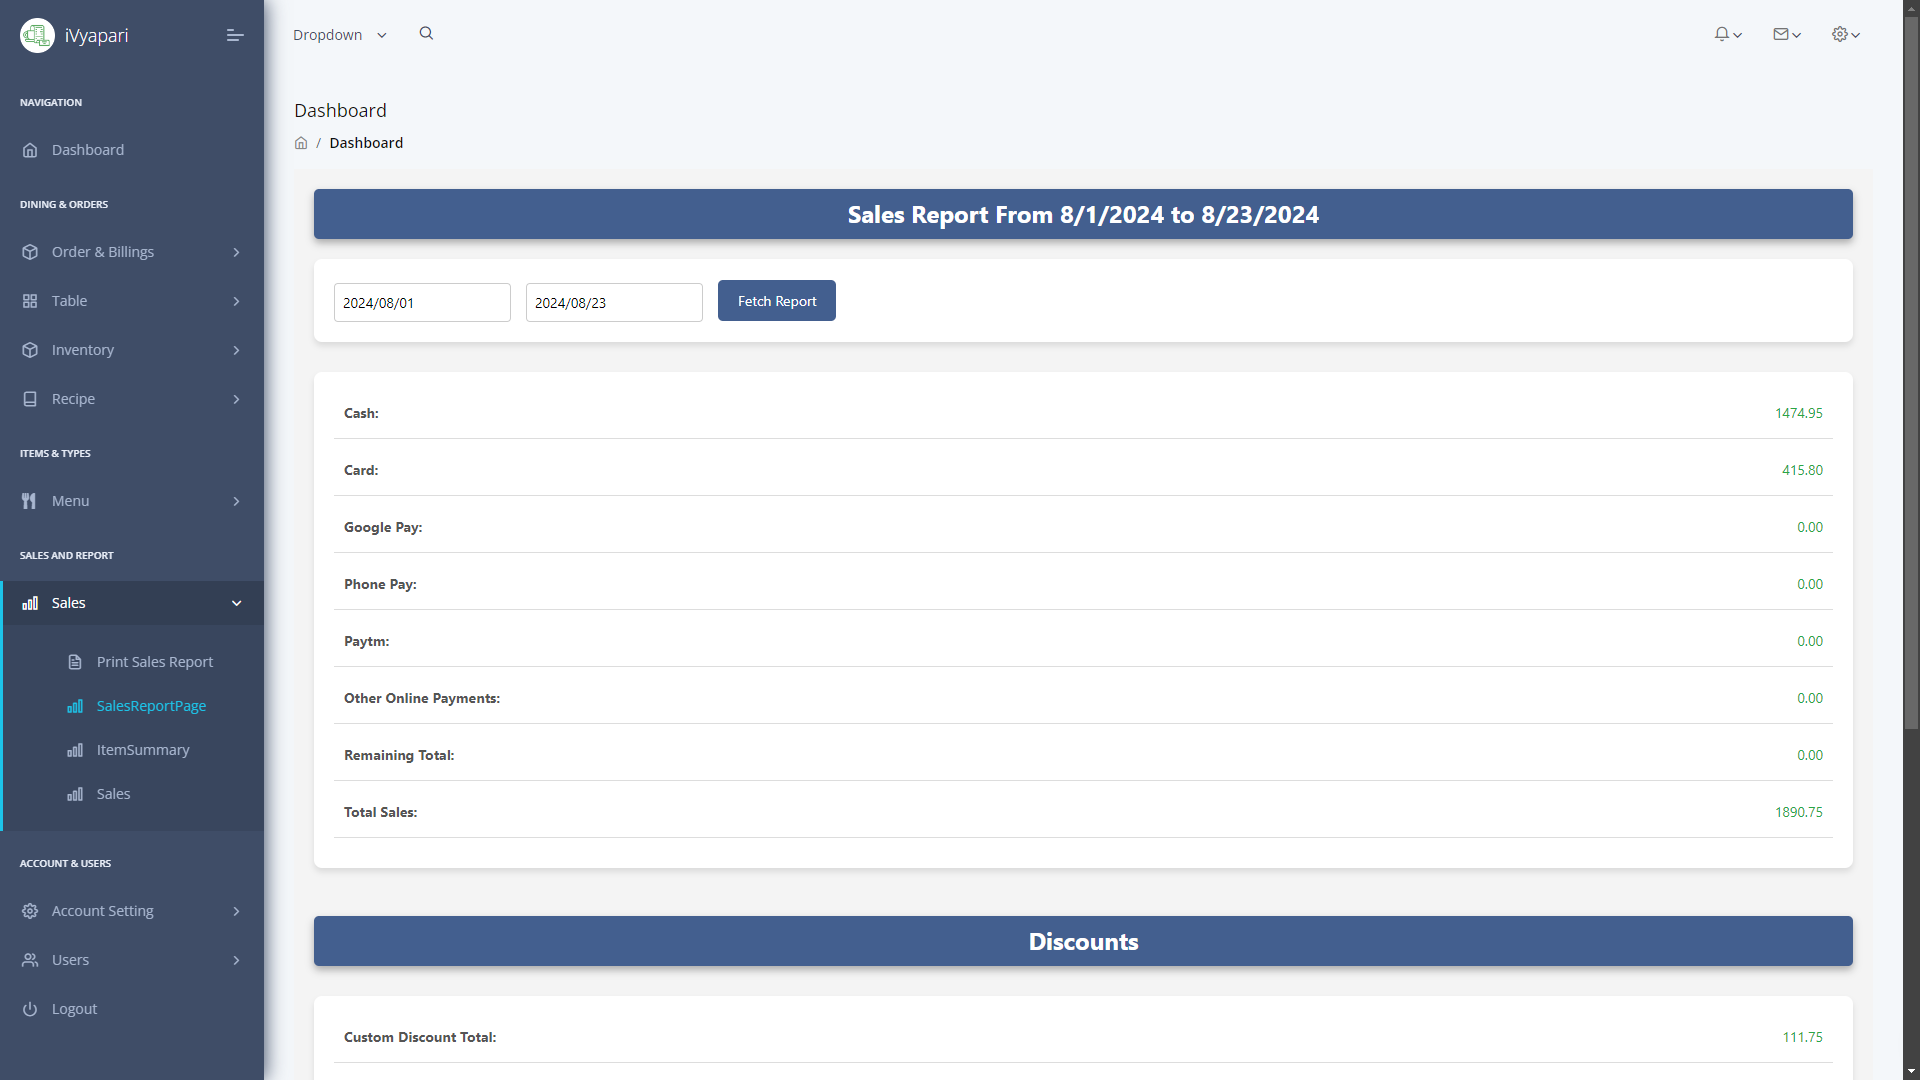 iVyapari
NAVIGATION
Dashboard
DINING & ORDERS
Order & Billings
Table
Inventory
Recipe
ITEMS & TYPES
Menu
SALES AND REPORT
Sales
Print Sales Report
SalesReportPage
ItemSummary
Sales
ACCOUNT & USERS
Account Setting
Users
Logout
Dropdown
Dashboard
/ Dashboard
Sales Report From 8/1/2024 to 8/23/2024
2024/08/01 2024/08/23 Fetch Report
Cash: 1474.95
Card: 415.80
Google Pay: 0.00
Phone Pay: 0.00
Paytm: 0.00
Other Online Payments: 0.00
Remaining Total: 0.00
Total Sales: 1890.75
Discounts
Custom Discount Total: 111.75